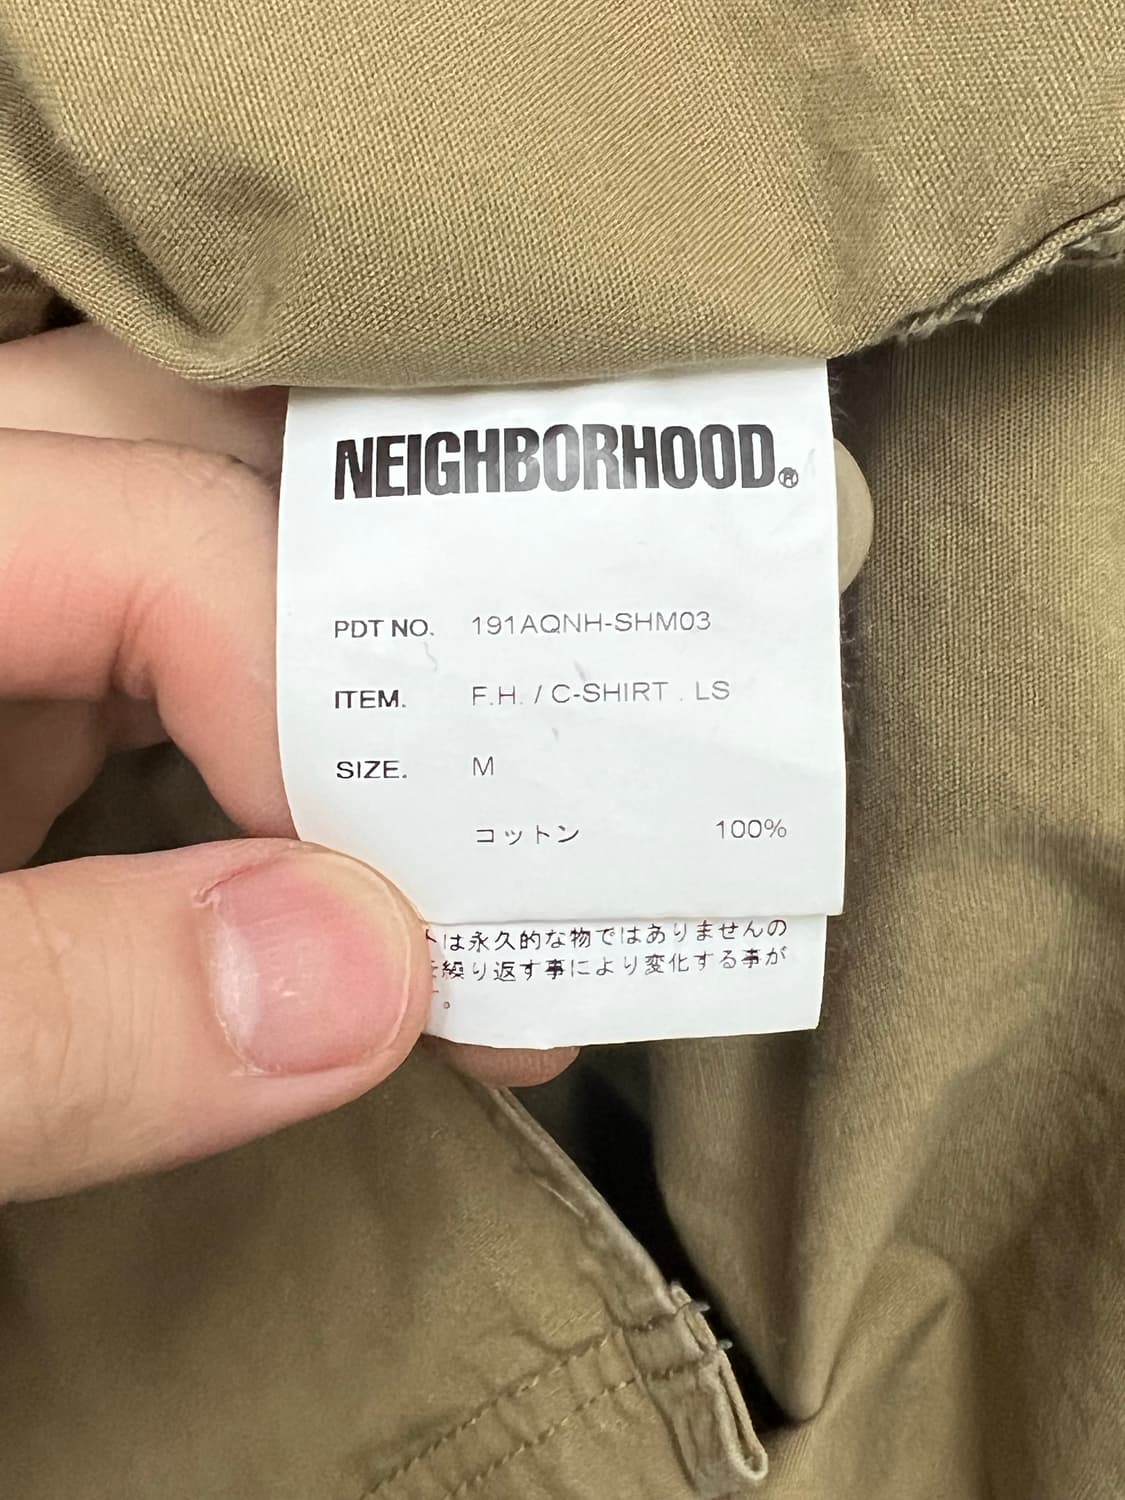 NEIGHBORHOOD®
PDT NO. 191AQNH-SHM03
ITEM. F.H. / C-SHIRT . LS
SIZE. M
コットン 100%
は永久的な物ではありませんの
繰り返す事により変化する事が
。